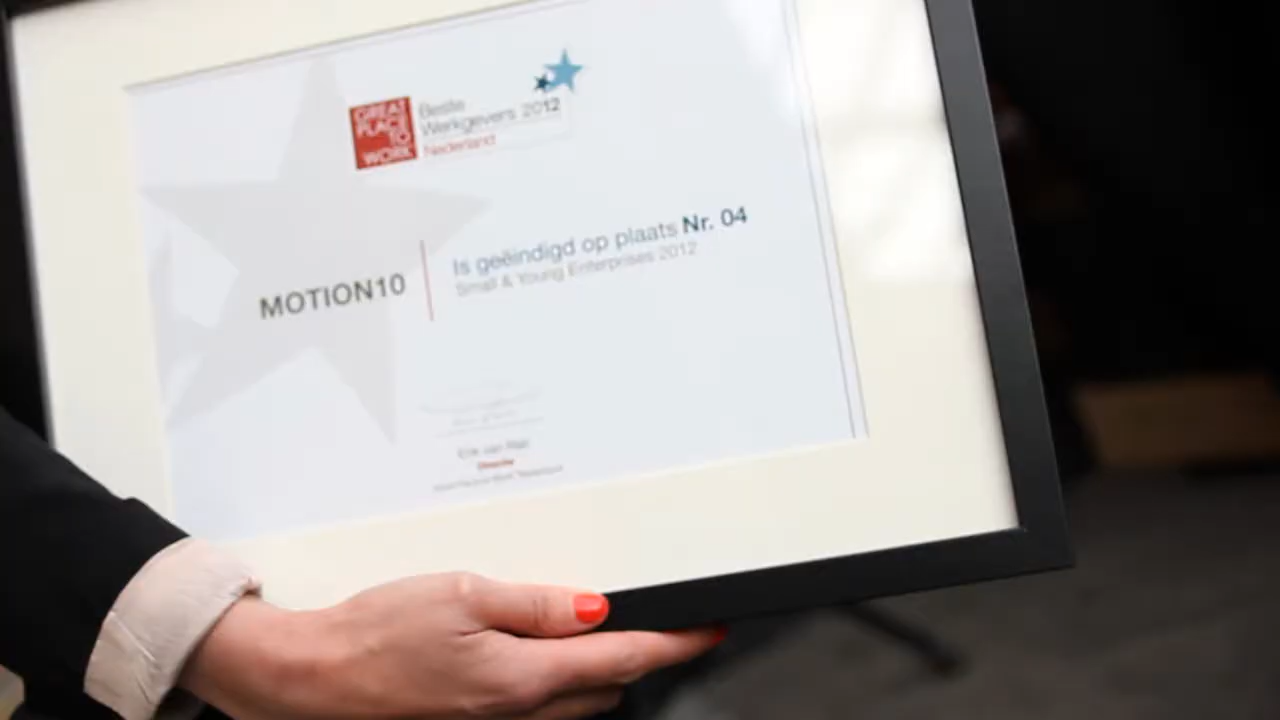 GREAT
PLACE
TO
WORK
Beste
Werkgevers 2012
Nederland
MOTION10
Is geëindigd op plaats Nr. 04
Small & Young Enterprises 2012
Directie